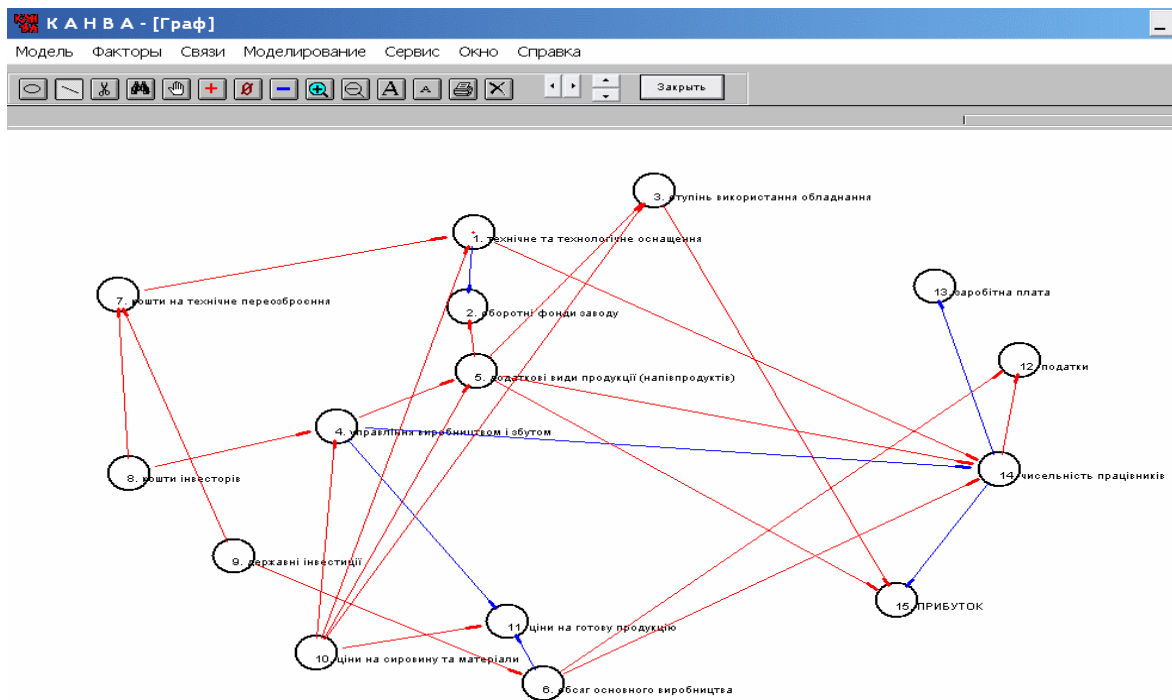 К А Н В А - [Граф]
Модель Факторы Связи Моделирование Сервис Окно Справка
A A Закрыть
3. ступінь використання обладнання
1. технічне та технологічне оснащення
13. заробітна плата
7. кошти на технічне переозброєння
2. оборотні фонди заводу
12. податки
5. додаткові види продукції (напівпродуктів)
4. управління виробництвом і збутом
8. кошти інвесторів
14. чисельність працівників
9. державні інвестиції
15. ПРИБУТОК
11. ціни на готову продукцію
10. ціни на сировину та матеріали
6. обсяг основного виробництва